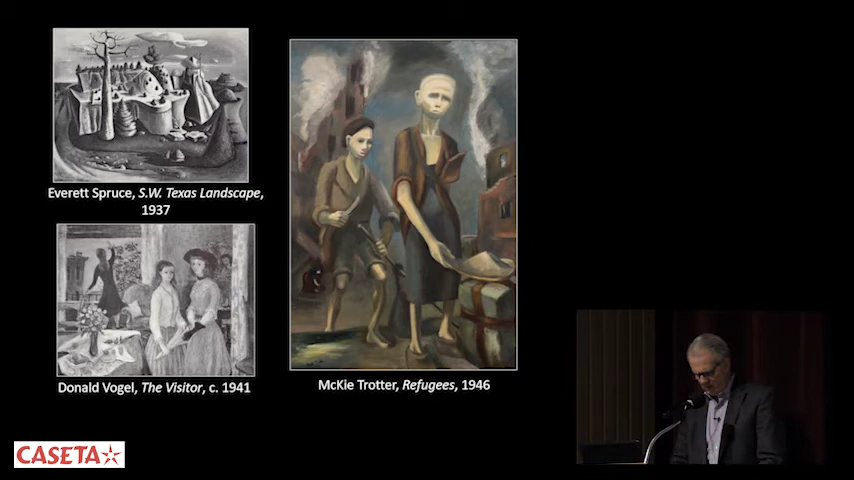 Everett Spruce, S.W. Texas Landscape,
1937
Donald Vogel, The Visitor, c. 1941
McKie Trotter, Refugees, 1946
CASETA